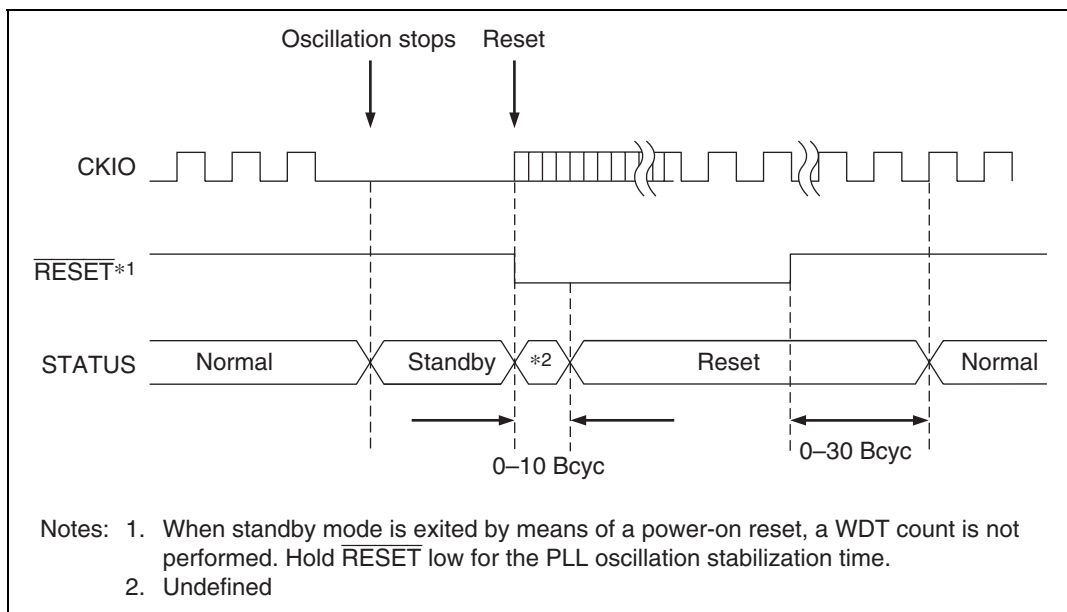 Oscillation stops Reset
CKIO
RESET*1
STATUS Normal Standby *2 Reset Normal
0–10 Bcyc 0–30 Bcyc
Notes: 1. When standby mode is exited by means of a power-on reset, a WDT count is not
performed. Hold RESET low for the PLL oscillation stabilization time.
2. Undefined